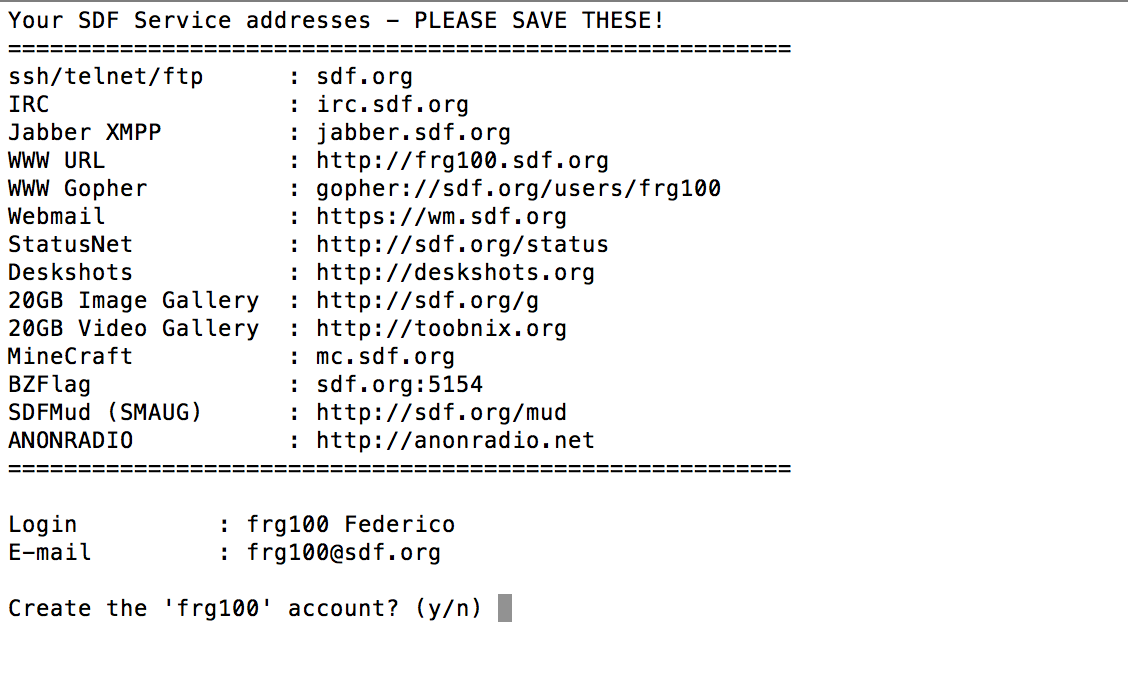 Your SDF Service addresses - PLEASE SAVE THESE!
========================================================
ssh/telnet/ftp      : sdf.org
IRC                 : irc.sdf.org
Jabber XMPP         : jabber.sdf.org
WWW URL             : http://frg100.sdf.org
WWW Gopher          : gopher://sdf.org/users/frg100
Webmail             : https://wm.sdf.org
StatusNet           : http://sdf.org/status
Deskshots           : http://deskshots.org
20GB Image Gallery  : http://sdf.org/g
20GB Video Gallery  : http://toobnix.org
MineCraft           : mc.sdf.org
BZFlag              : sdf.org:5154
SDFMud (SMAUG)      : http://sdf.org/mud
ANONRADIO           : http://anonradio.net
========================================================
Login          : frg100 Federico
E-mail         : frg100@sdf.org
Create the 'frg100' account? (y/n)